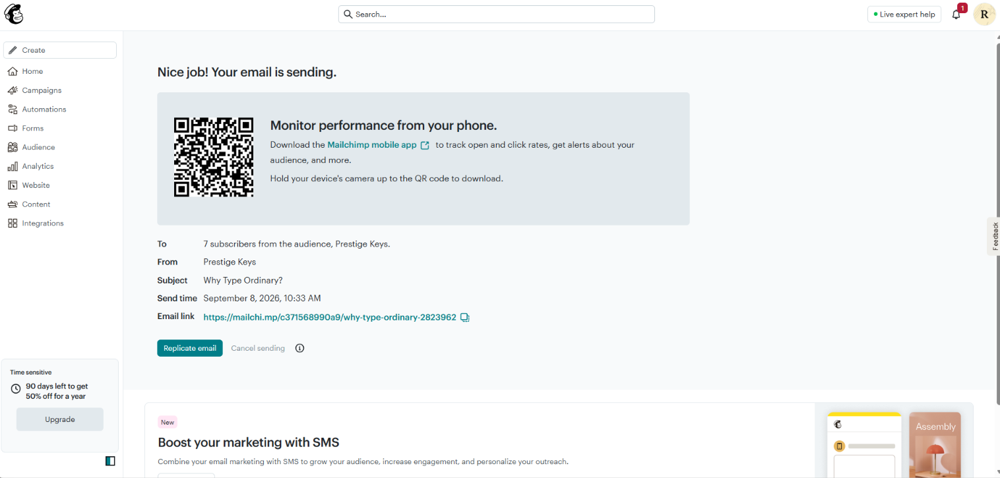 Search...
Live expert help
1
R
Create
Home
Campaigns
Automations
Forms
Audience
Analytics
Website
Content
Integrations
Time sensitive
90 days left to get
50% off for a year
Upgrade
Nice job! Your email is sending.
Monitor performance from your phone.
Download the Mailchimp mobile app to track open and click rates, get alerts about your
audience, and more.
Hold your device's camera up to the QR code to download.
To 7 subscribers from the audience, Prestige Keys.
From Prestige Keys
Subject Why Type Ordinary?
Send time September 8, 2026, 10:33 AM
Email link https://mailchi.mp/c371568990a9/why-type-ordinary-2823962
Replicate email Cancel sending
Feedback
New
Boost your marketing with SMS
Combine your email marketing with SMS to grow your audience, increase engagement, and personalize your outreach.
Assembly